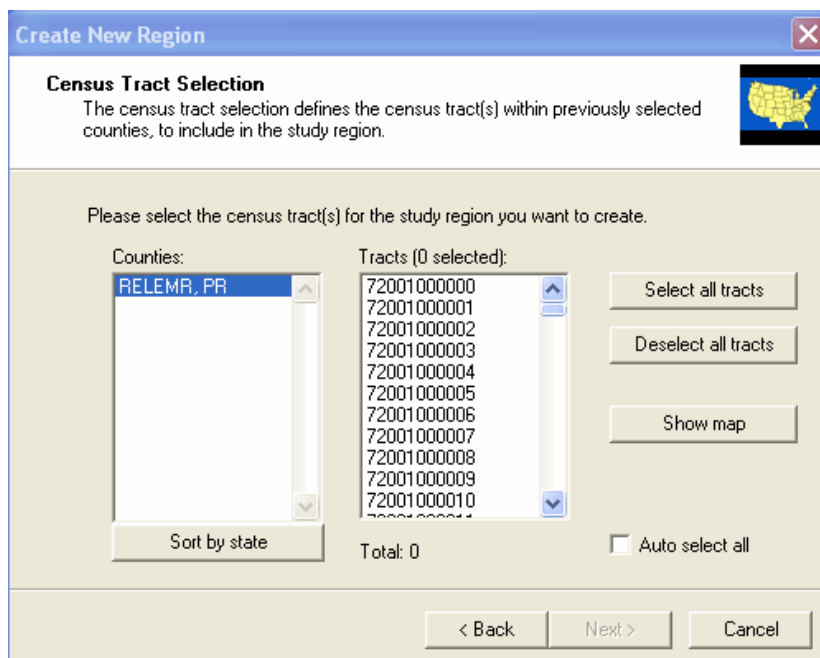 Create New Region
Census Tract Selection
The census tract selection defines the census tract(s) within previously selected
counties, to include in the study region.
Please select the census tract(s) for the study region you want to create.
Counties:
RELEMR, PR
Sort by state
Tracts (0 selected):
72001000000
72001000001
72001000002
72001000003
72001000004
72001000005
72001000006
72001000007
72001000008
72001000009
72001000010
Total: 0
Select all tracts
Deselect all tracts
Show map
Auto select all
< Back
Next >
Cancel